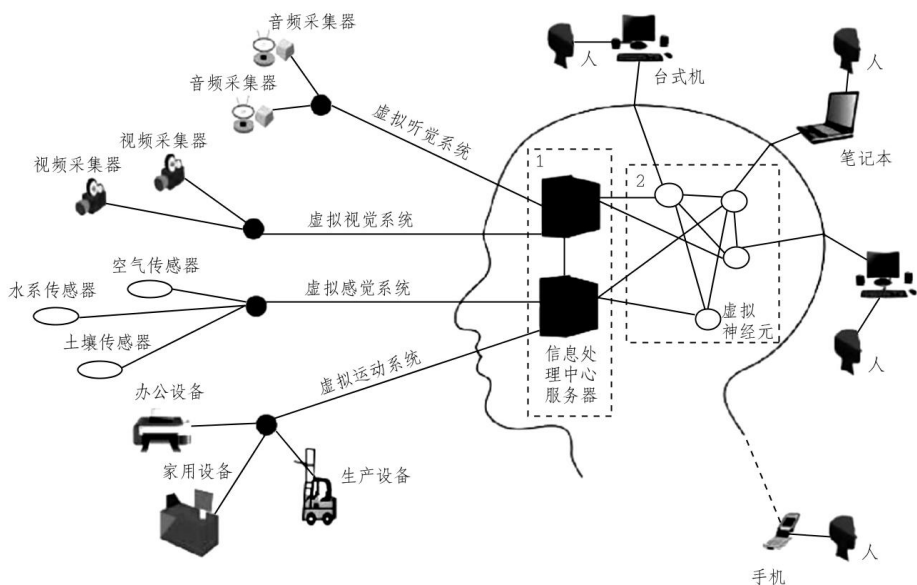 音频采集器
人
台式机
人
音频采集器
虚拟听觉系统
笔记本
视频采集器
视频采集器
1
2
虚拟视觉系统
空气传感器
虚拟感觉系统
水系传感器
虚拟
神经元
土壤传感器
信息处
理中心
服务器
人
虚拟运动系统
办公设备
家用设备
生产设备
人
手机